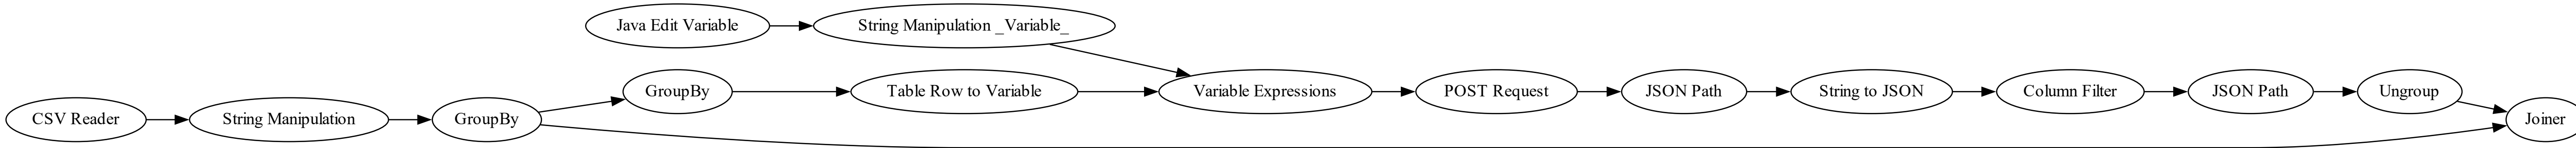 Java Edit Variable
String Manipulation _Variable_
CSV Reader
String Manipulation
GroupBy
GroupBy
Table Row to Variable
Variable Expressions
POST Request
JSON Path
String to JSON
Column Filter
JSON Path
Ungroup
Joiner